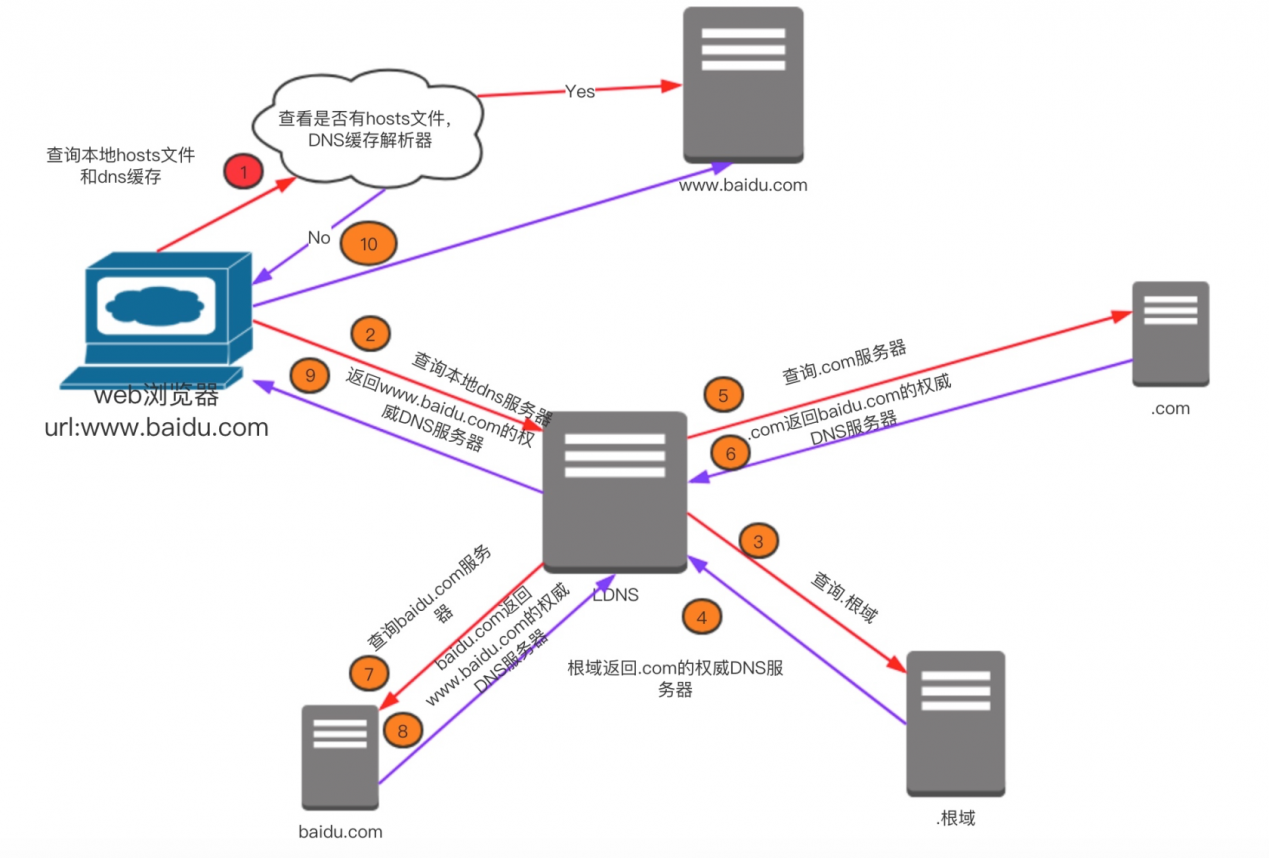 查看是否有hosts文件，
DNS缓存解析器
Yes
www.baidu.com
查询本地hosts文件
和dns缓存
1
No
10
web浏览器
url:www.baidu.com
2
查询本地dns服务器
9
返回www.baidu.com的权
威DNS服务器
5
查询.com服务器
6
.com返回baidu.com的权威
DNS服务器
.com
LDNS
3
查询.根域
4
根域返回.com的权威DNS服
务器
.根域
7
查询baidu.com服务
器
8
baidu.com返回
www.baidu.com的权威
DNS服务器
baidu.com